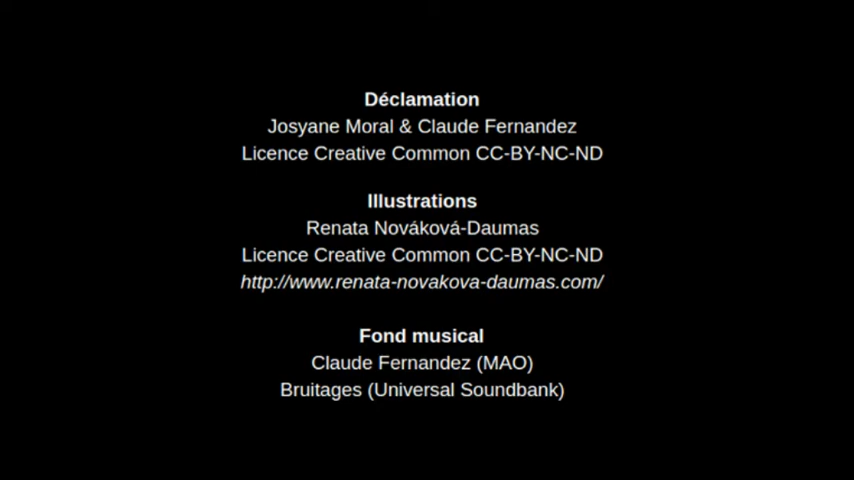 Déclamation
Josyane Moral & Claude Fernandez
Licence Creative Common CC-BY-NC-ND
Illustrations
Renata Nováková-Daumas
Licence Creative Common CC-BY-NC-ND
http://www.renata-novakova-daumas.com/
Fond musical
Claude Fernandez (MAO)
Bruitages (Universal Soundbank)